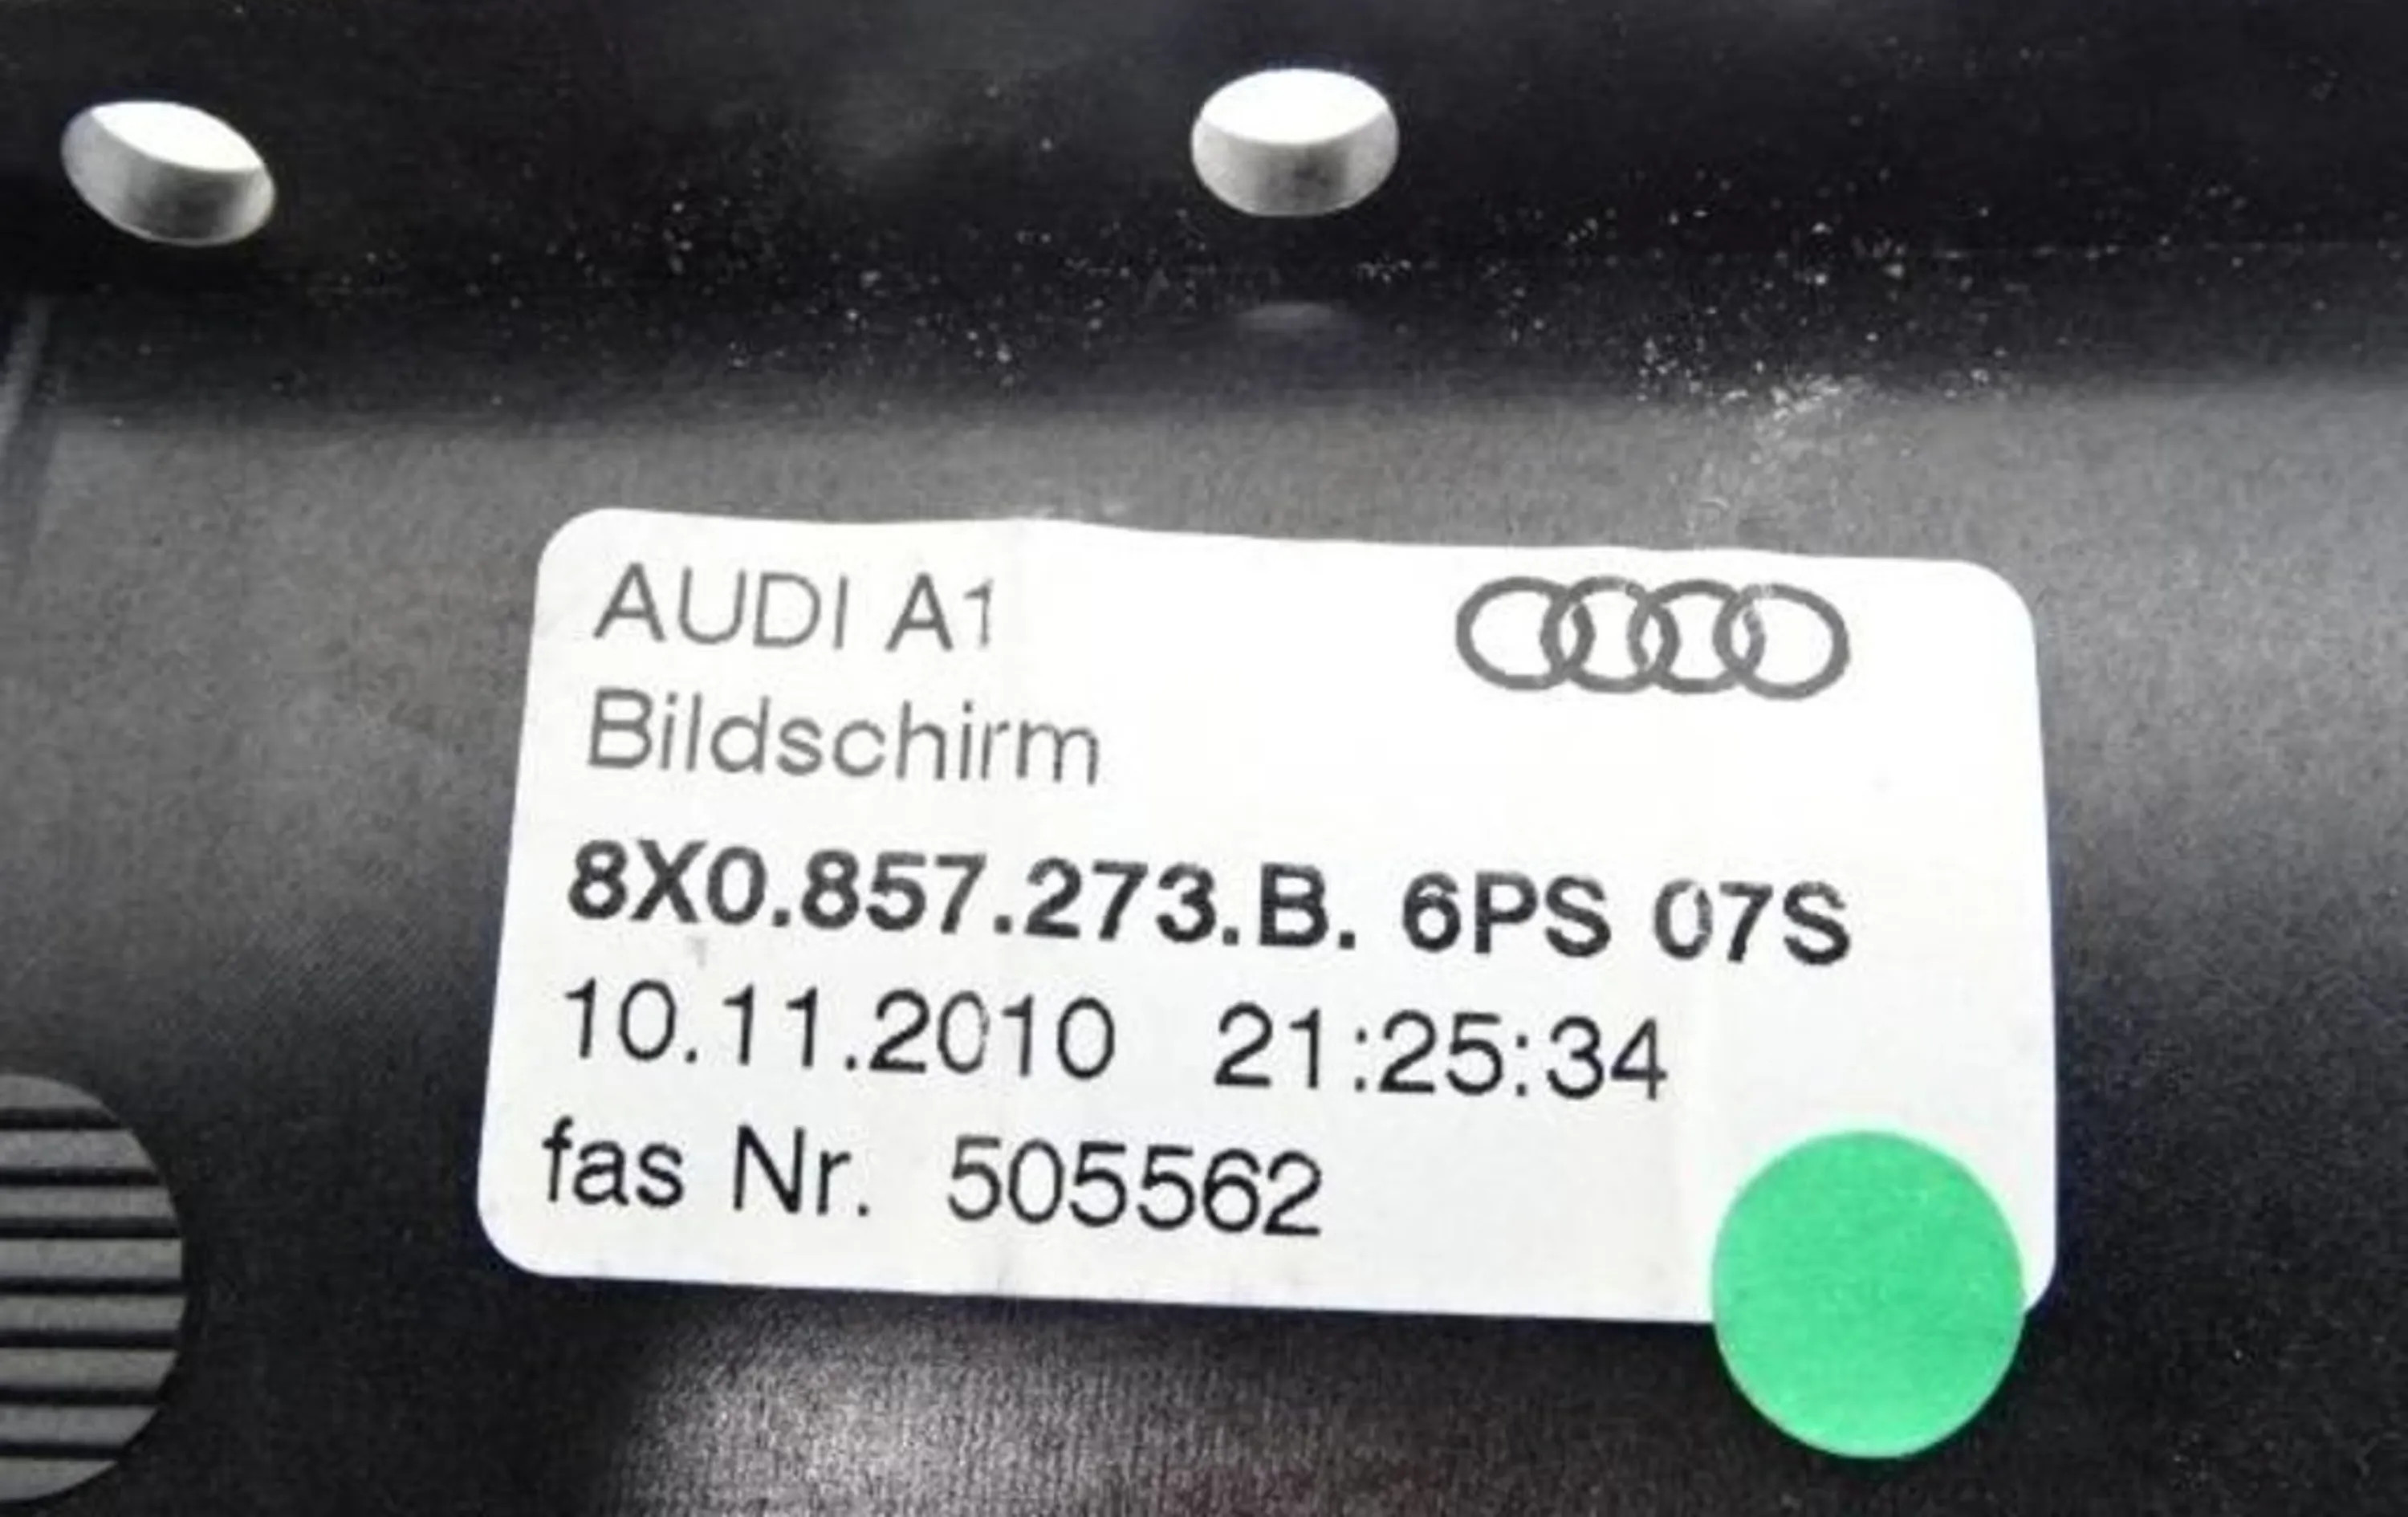 AUDI A1
Bildschirm
8X0.857.273.B. 6PS 07S
10.11.2010 21:25:34
fas Nr. 505562